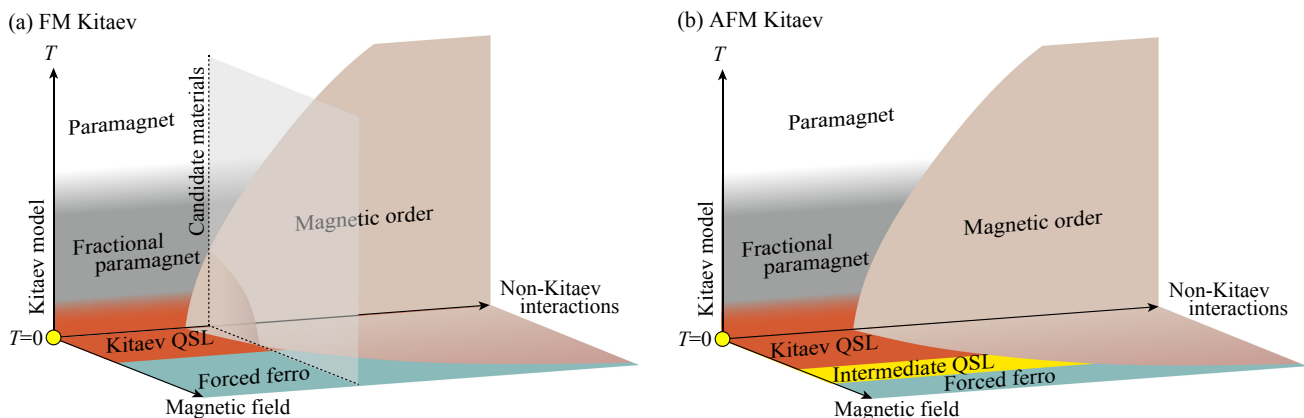 (a) FM Kitaev
T
Paramagnet
Candidate materials
Kitaev model
Magnetic order
Fractional
paramagnet
Non-Kitaev
interactions
T=0
Kitaev QSL
Forced ferro
Magnetic field
(b) AFM Kitaev
T
Paramagnet
Kitaev model
Magnetic order
Fractional
paramagnet
Non-Kitaev
interactions
T=0
Kitaev QSL
Intermediate QSL
Forced ferro
Magnetic field